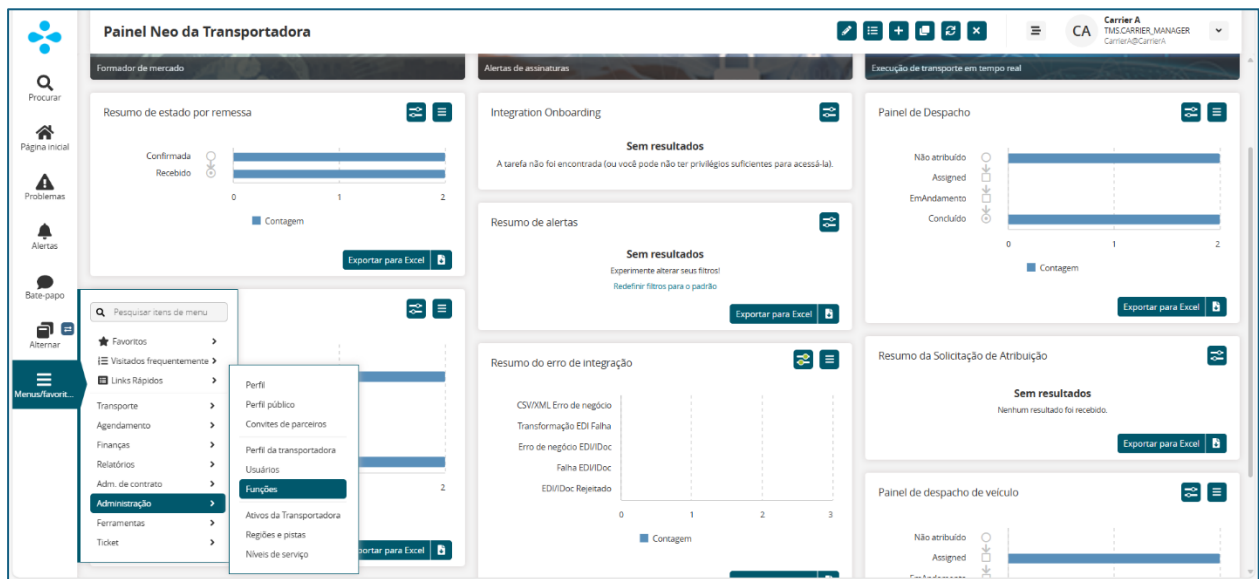 Painel Neo da Transportadora
CA
Carrier A
TMS.CARRIER_MANAGER
CarrierA@CarrierA
Procurar
Página inicial
Problemas
Alertas
Bate-papo
Alternar
Menus/favorit...
Formador de mercado
Alertas de assinaturas
Execução de transporte em tempo real
Resumo de estado por remessa
Confirmada
Recebido
0 1 2
Contagem
Exportar para Excel
Integration Onboarding
Sem resultados
A tarefa não foi encontrada (ou você pode não ter privilégios suficientes para acessá-la).
Resumo de alertas
Sem resultados
Experimente alterar seus filtros!
Redefinir filtros para o padrão
Exportar para Excel
Painel de Despacho
Não atribuído
Assigned
EmAndamento
Concluído
0 1 2
Contagem
Exportar para Excel
Pesquisar itens de menu
Favoritos
Visitados frequentemente
Links Rápidos
Transporte
Agendamento
Finanças
Relatórios
Adm. de contrato
Administração
Ferramentas
Ticket
Perfil
Perfil público
Convites de parceiros
Perfil da transportadora
Usuários
Funções
Ativos da Transportadora
Regiões e pistas
Níveis de serviço
2
portar para Excel
Resumo do erro de integração
CSV/XML Erro de negócio
Transformação EDI Falha
Erro de negócio EDI/IDoc
Falha EDI/IDoc
EDI/IDoc Rejeitado
0 1 2 3
Contagem
Resumo da Solicitação de Atribuição
Sem resultados
Nenhum resultado foi recebido.
Exportar para Excel
Painel de despacho de veículo
Não atribuído
Assigned